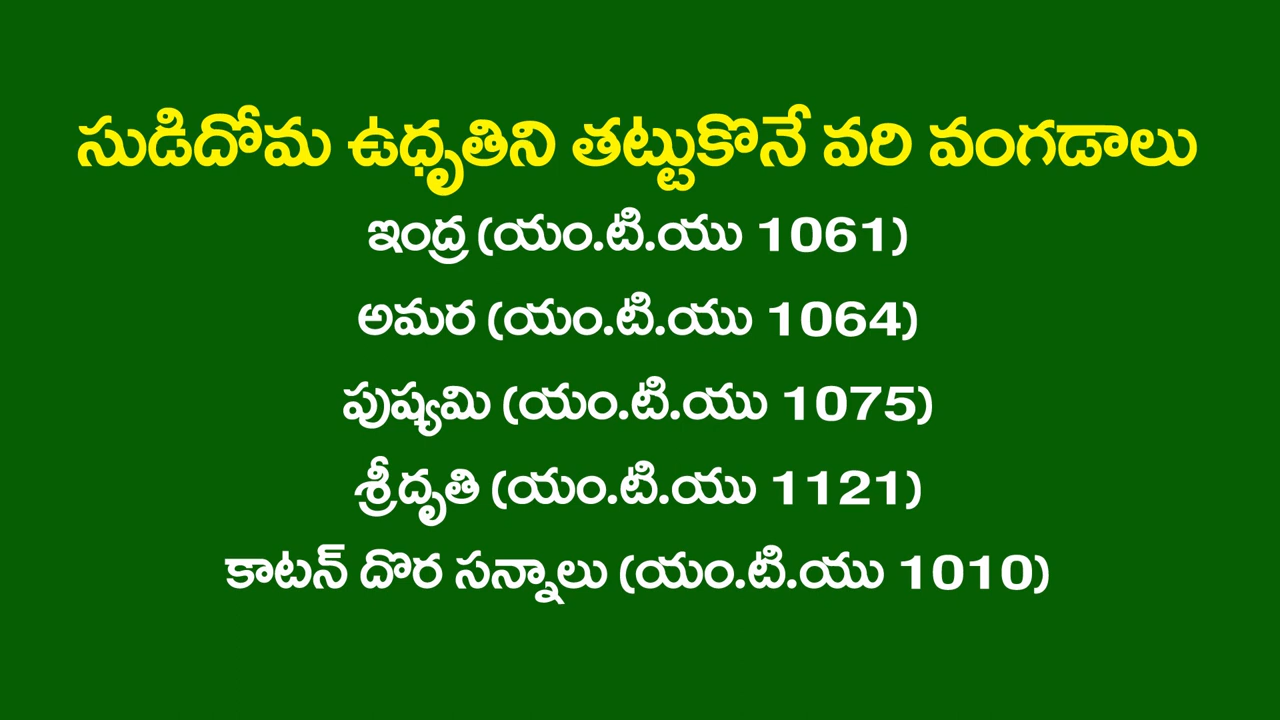 సుడిదోమ ఉధృతిని తట్టుకొనే వరి వంగడాలు
ఇంద్ర (యం.టి.యు 1061)
అమర (యం.టి.యు 1064)
పుష్యమి (యం.టి.యు 1075)
శ్రీదృతి (యం.టి.యు 1121)
కాటన్ దొర సన్నాలు (యం.టి.యు 1010)